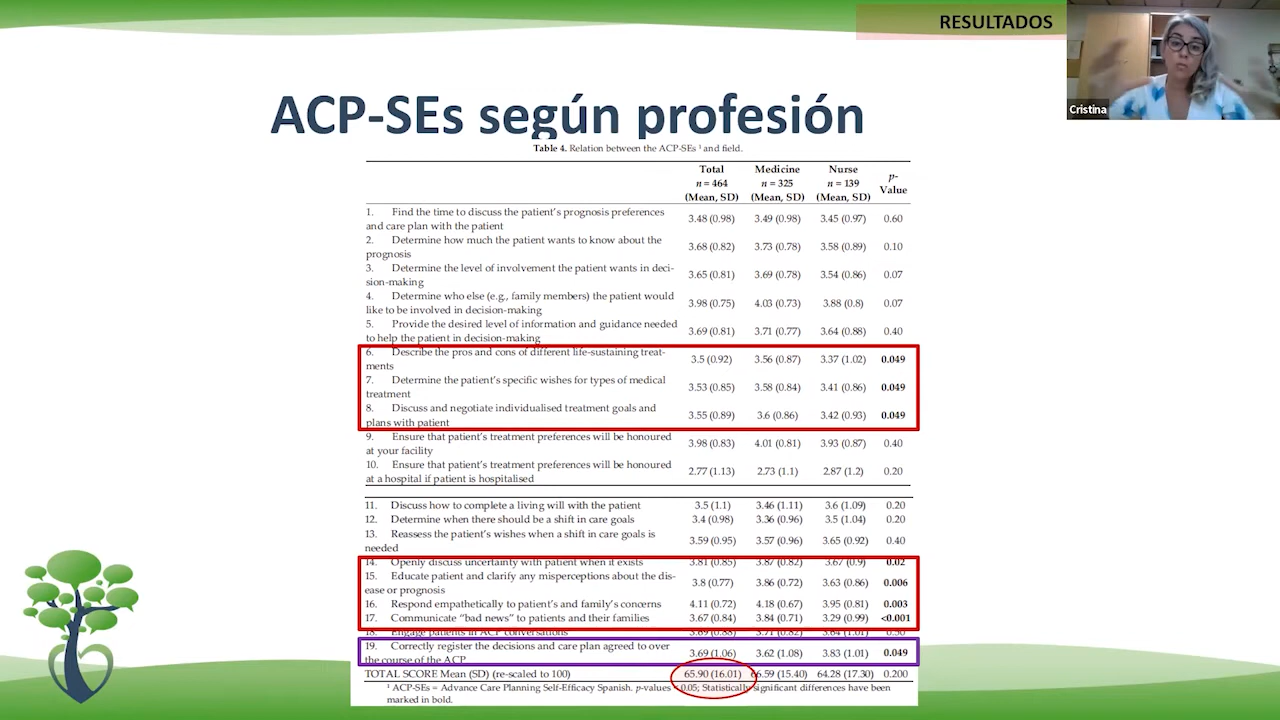 RESULTADOS
Cristina
ACP-SEs según profesión
Table 4. Relation between the ACP-SEs ¹ and field.
Total Medicine Nurse p-
n = 464 n = 325 n = 139 Value
(Mean, SD) (Mean, SD) (Mean, SD)
1. Find the time to discuss the patient's prognosis preferences
and care plan with the patient 3.48 (0.98) 3.49 (0.98) 3.45 (0.97) 0.60
2. Determine how much the patient wants to know about the
prognosis 3.68 (0.82) 3.73 (0.78) 3.58 (0.89) 0.10
3. Determine the level of involvement the patient wants in deci-
sion-making 3.65 (0.81) 3.69 (0.78) 3.54 (0.86) 0.07
4. Determine who else (e.g., family members) the patient would
like to be involved in decision-making 3.98 (0.75) 4.03 (0.73) 3.88 (0.8) 0.07
5. Provide the desired level of information and guidance needed
to help the patient in decision-making 3.69 (0.81) 3.71 (0.77) 3.64 (0.88) 0.40
6. Describe the pros and cons of different life-sustaining treat-
ments 3.5 (0.92) 3.56 (0.87) 3.37 (1.02) 0.049
7. Determine the patient's specific wishes for types of medical
treatment 3.53 (0.85) 3.58 (0.84) 3.41 (0.86) 0.049
8. Discuss and negotiate individualised treatment goals and
plans with patient 3.55 (0.89) 3.6 (0.86) 3.42 (0.93) 0.049
9. Ensure that patient's treatment preferences will be honoured
at your facility 3.98 (0.83) 4.01 (0.81) 3.93 (0.87) 0.40
10. Ensure that patient's treatment preferences will be honoured
at a hospital if patient is hospitalised 2.77 (1.13) 2.73 (1.1) 2.87 (1.2) 0.20
11. Discuss how to complete a living will with the patient 3.5 (1.1) 3.46 (1.11) 3.6 (1.09) 0.20
12. Determine when there should be a shift in care goals 3.4 (0.98) 3.36 (0.96) 3.5 (1.04) 0.20
13. Reassess the patient's wishes when a shift in care goals is
needed 3.59 (0.95) 3.57 (0.96) 3.65 (0.92) 0.40
14. Openly discuss uncertainty with patient when it exists 3.81 (0.85) 3.87 (0.82) 3.67 (0.9) 0.02
15. Educate patient and clarify any misperceptions about the dis-
ease or prognosis 3.8 (0.77) 3.86 (0.72) 3.63 (0.86) 0.006
16. Respond empathetically to patient's and family's concerns 4.11 (0.72) 4.18 (0.67) 3.95 (0.81) 0.003
17. Communicate "bad news" to patients and their families 3.67 (0.84) 3.84 (0.71) 3.29 (0.99) <0.001
18. Engage patients in ACP conversations 3.69 (0.88) 3.71 (0.82) 3.64 (1.01) 0.50
19. Correctly register the decisions and care plan agreed to over
the course of the ACP 3.69 (1.06) 3.62 (1.08) 3.83 (1.01) 0.049
TOTAL SCORE Mean (SD) (re-scaled to 100) 65.90 (16.01) 66.59 (15.40) 64.28 (17.30) 0.200
¹ ACP-SEs = Advance Care Planning Self-Efficacy Spanish. p-values < 0.05; Statistically significant differences have been
marked in bold.